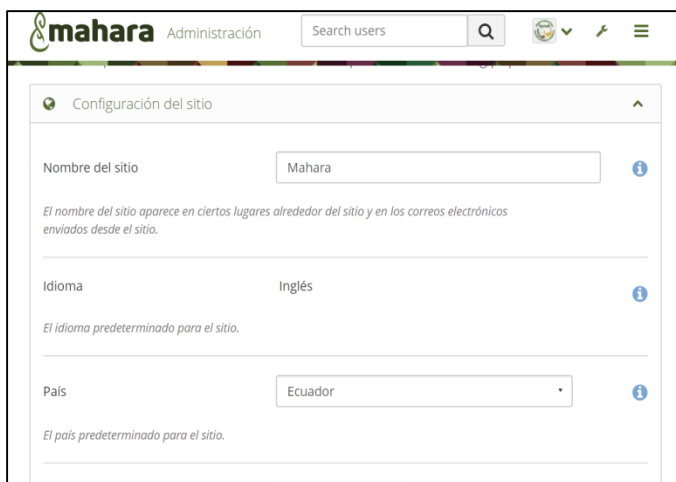 mahara Administración Search users
Configuración del sitio
Nombre del sitio Mahara
El nombre del sitio aparece en ciertos lugares alrededor del sitio y en los correos electrónicos
enviados desde el sitio.
Idioma Inglés
El idioma predeterminado para el sitio.
País Ecuador
El país predeterminado para el sitio.